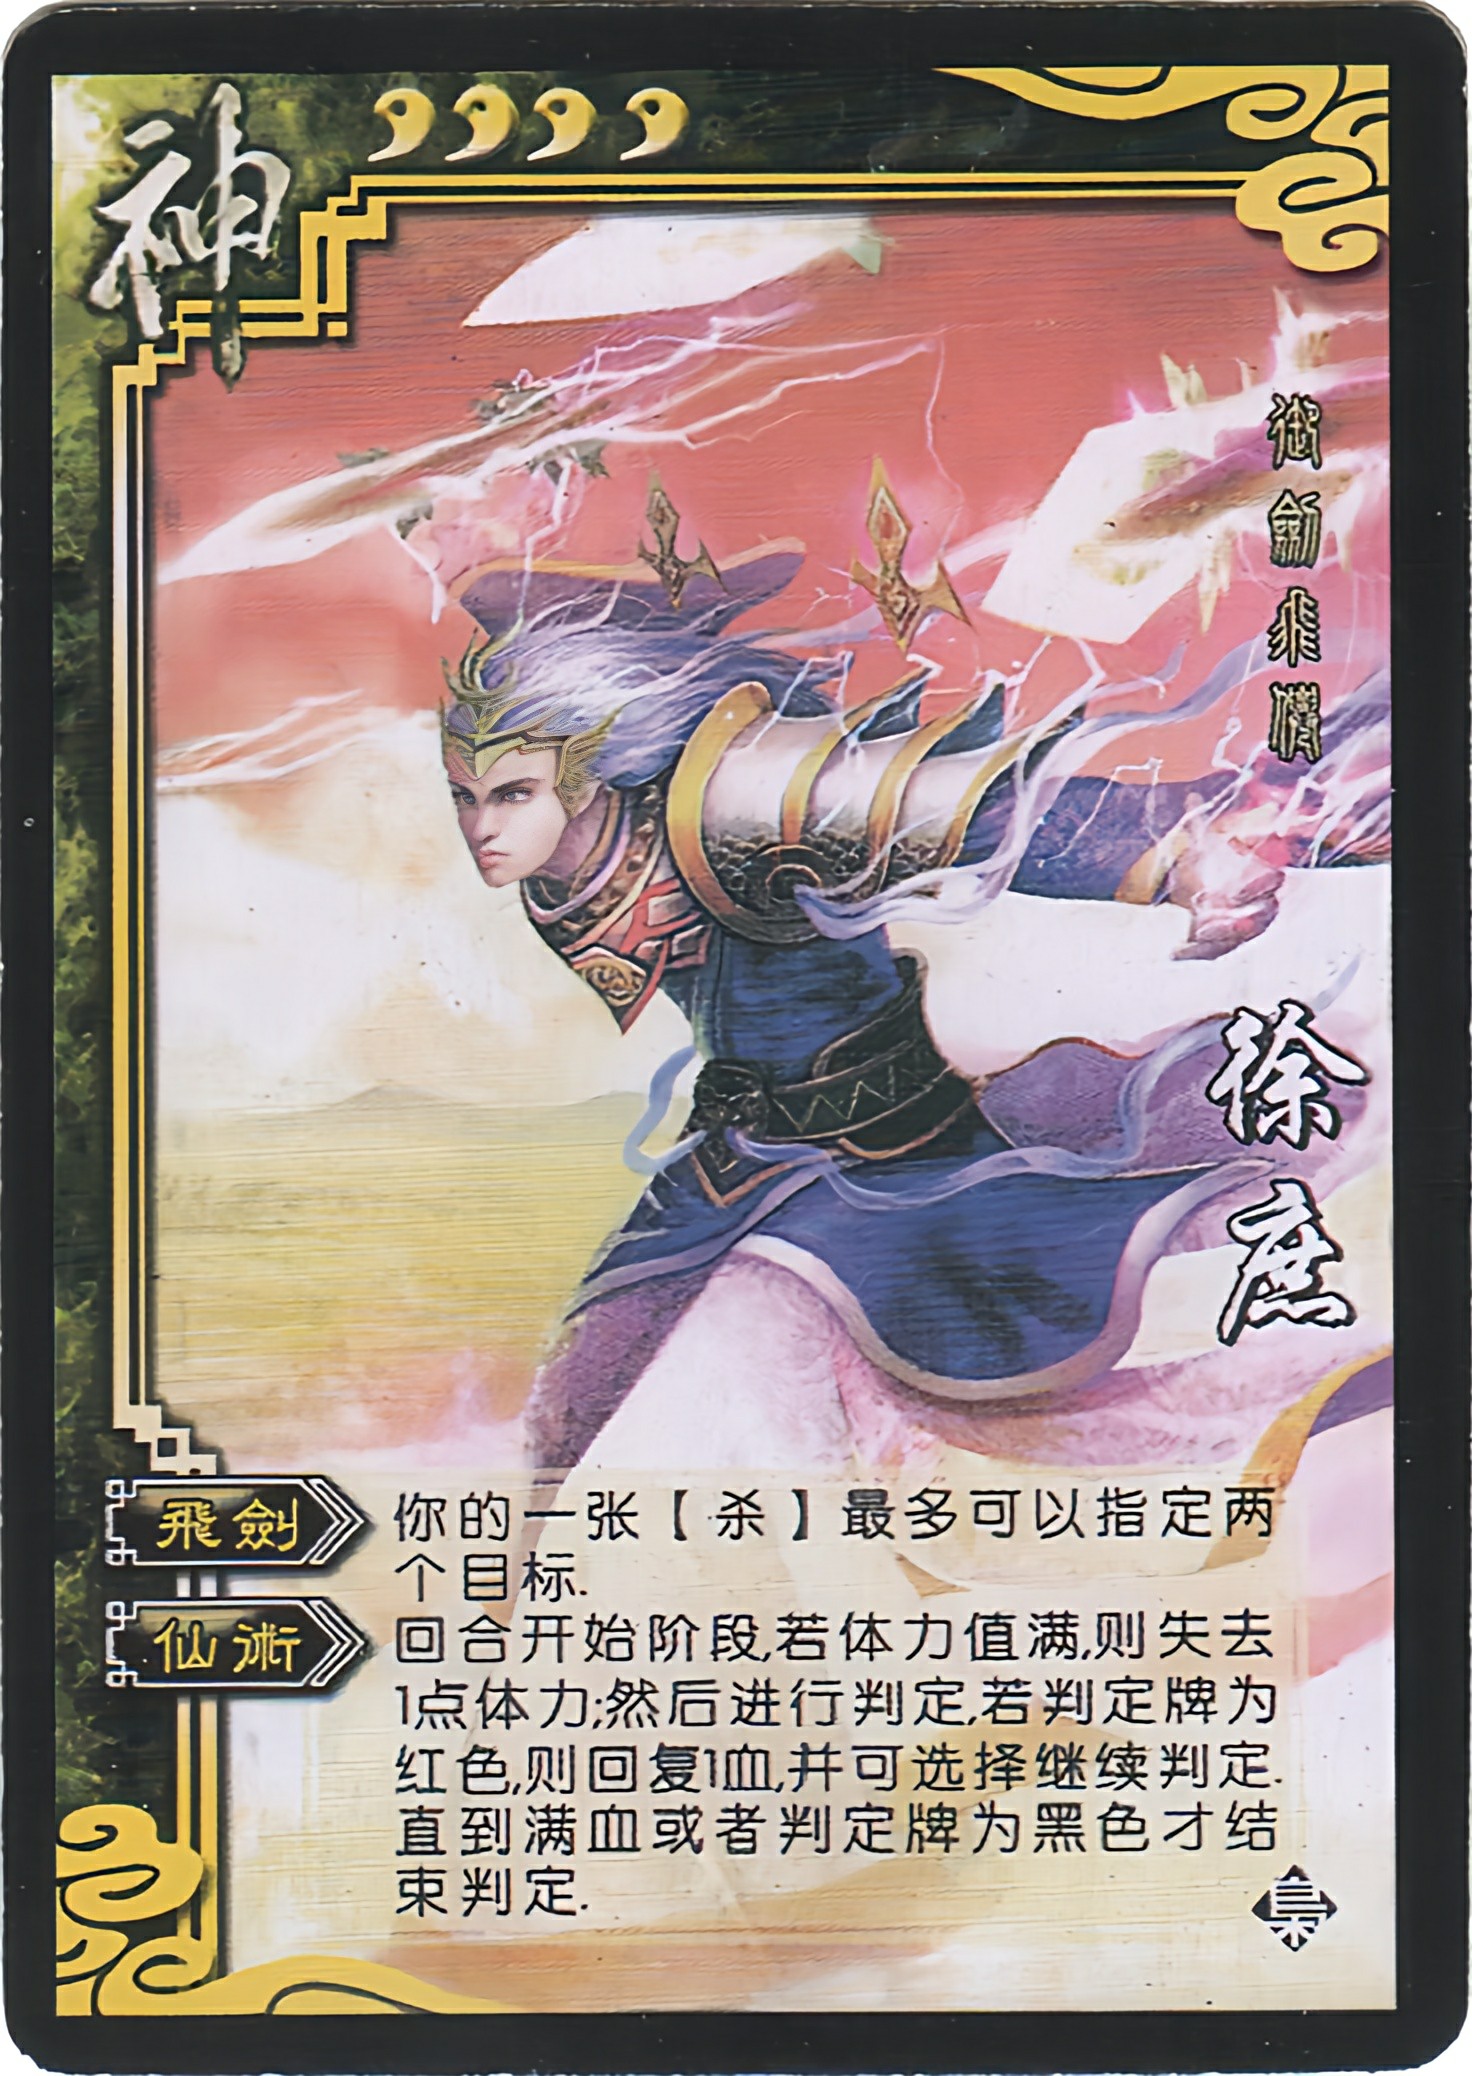 神
御劍飛僊
徐庶
飛劍
你的一张【杀】最多可以指定两
个目标.
仙術
回合开始阶段,若体力值满,则失去
1点体力;然后进行判定,若判定牌为
红色,则回复1血,并可选择继续判定.
直到满血或者判定牌为黑色才结
束判定.
枭